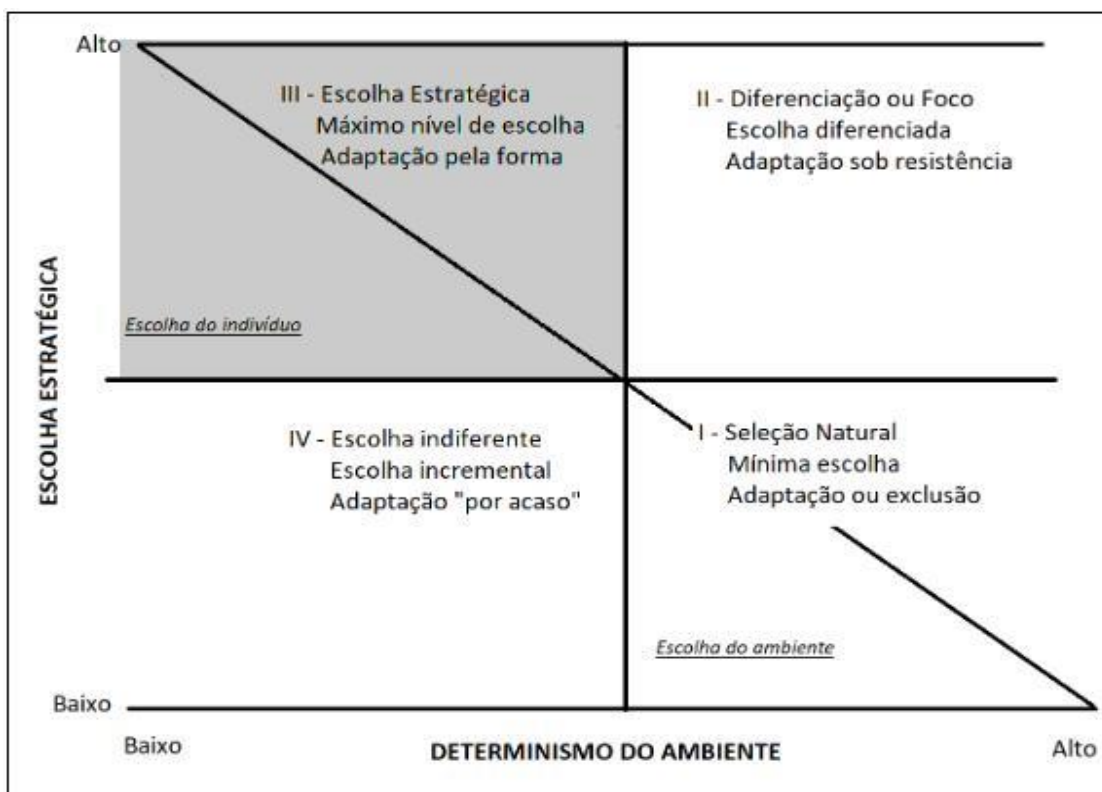 Alto
III - Escolha Estratégica
Máximo nível de escolha
Adaptação pela forma
II - Diferenciação ou Foco
Escolha diferenciada
Adaptação sob resistência
ESCOLHA ESTRATÉGICA
Escolha do indivíduo
IV - Escolha indiferente
Escolha incremental
Adaptação "por acaso"
I - Seleção Natural
Mínima escolha
Adaptação ou exclusão
Escolha do ambiente
Baixo
Baixo
DETERMINISMO DO AMBIENTE
Alto